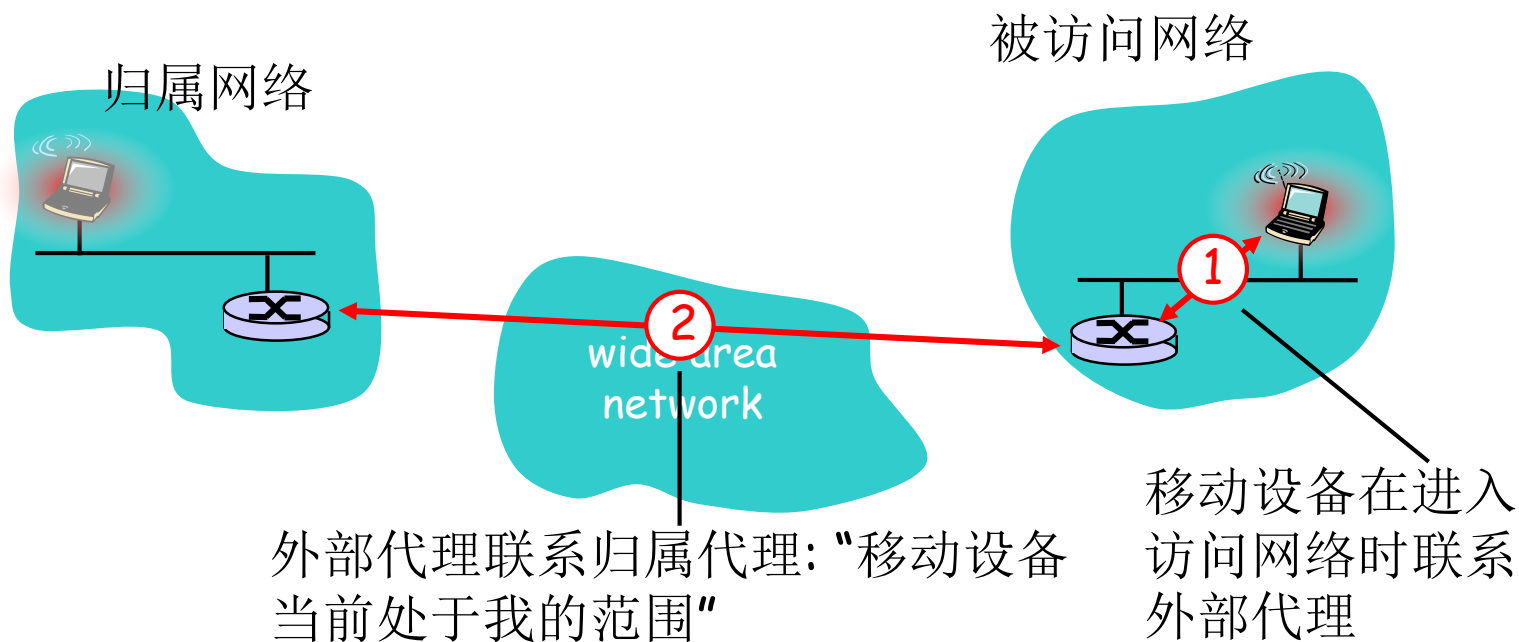 归属网络
被访问网络
1
2
wide area
network
外部代理联系归属代理: “移动设备
当前处于我的范围”
移动设备在进入
访问网络时联系
外部代理